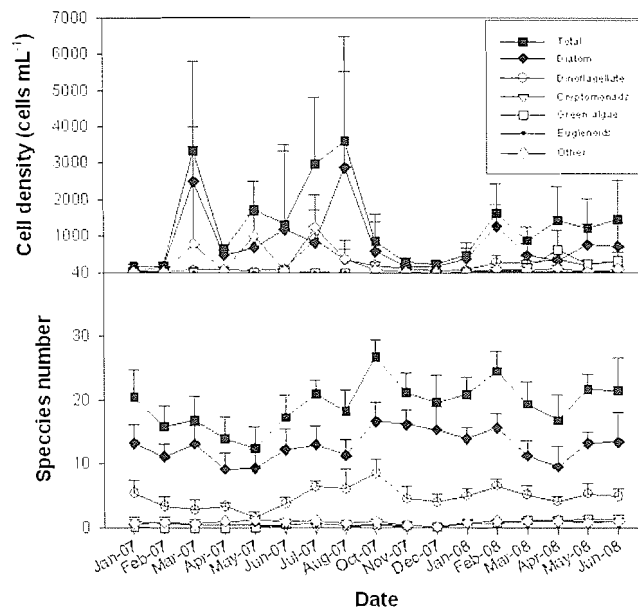 7000
6000
5000
4000
3000
2000
1000
40
Cell density (cells mL⁻¹)
Total
Diatom
Dinoflagellate
Criptomonads
Green algae
Euglenoids
Other
30
20
10
0
Speccies number
Jan-07
Feb-07
Mar-07
Apr-07
May-07
Jun-07
Jul-07
Aug-07
Oct-07
Nov-07
Dec-07
Jan-08
Feb-08
Mar-08
Apr-08
May-08
Jun-08
Date